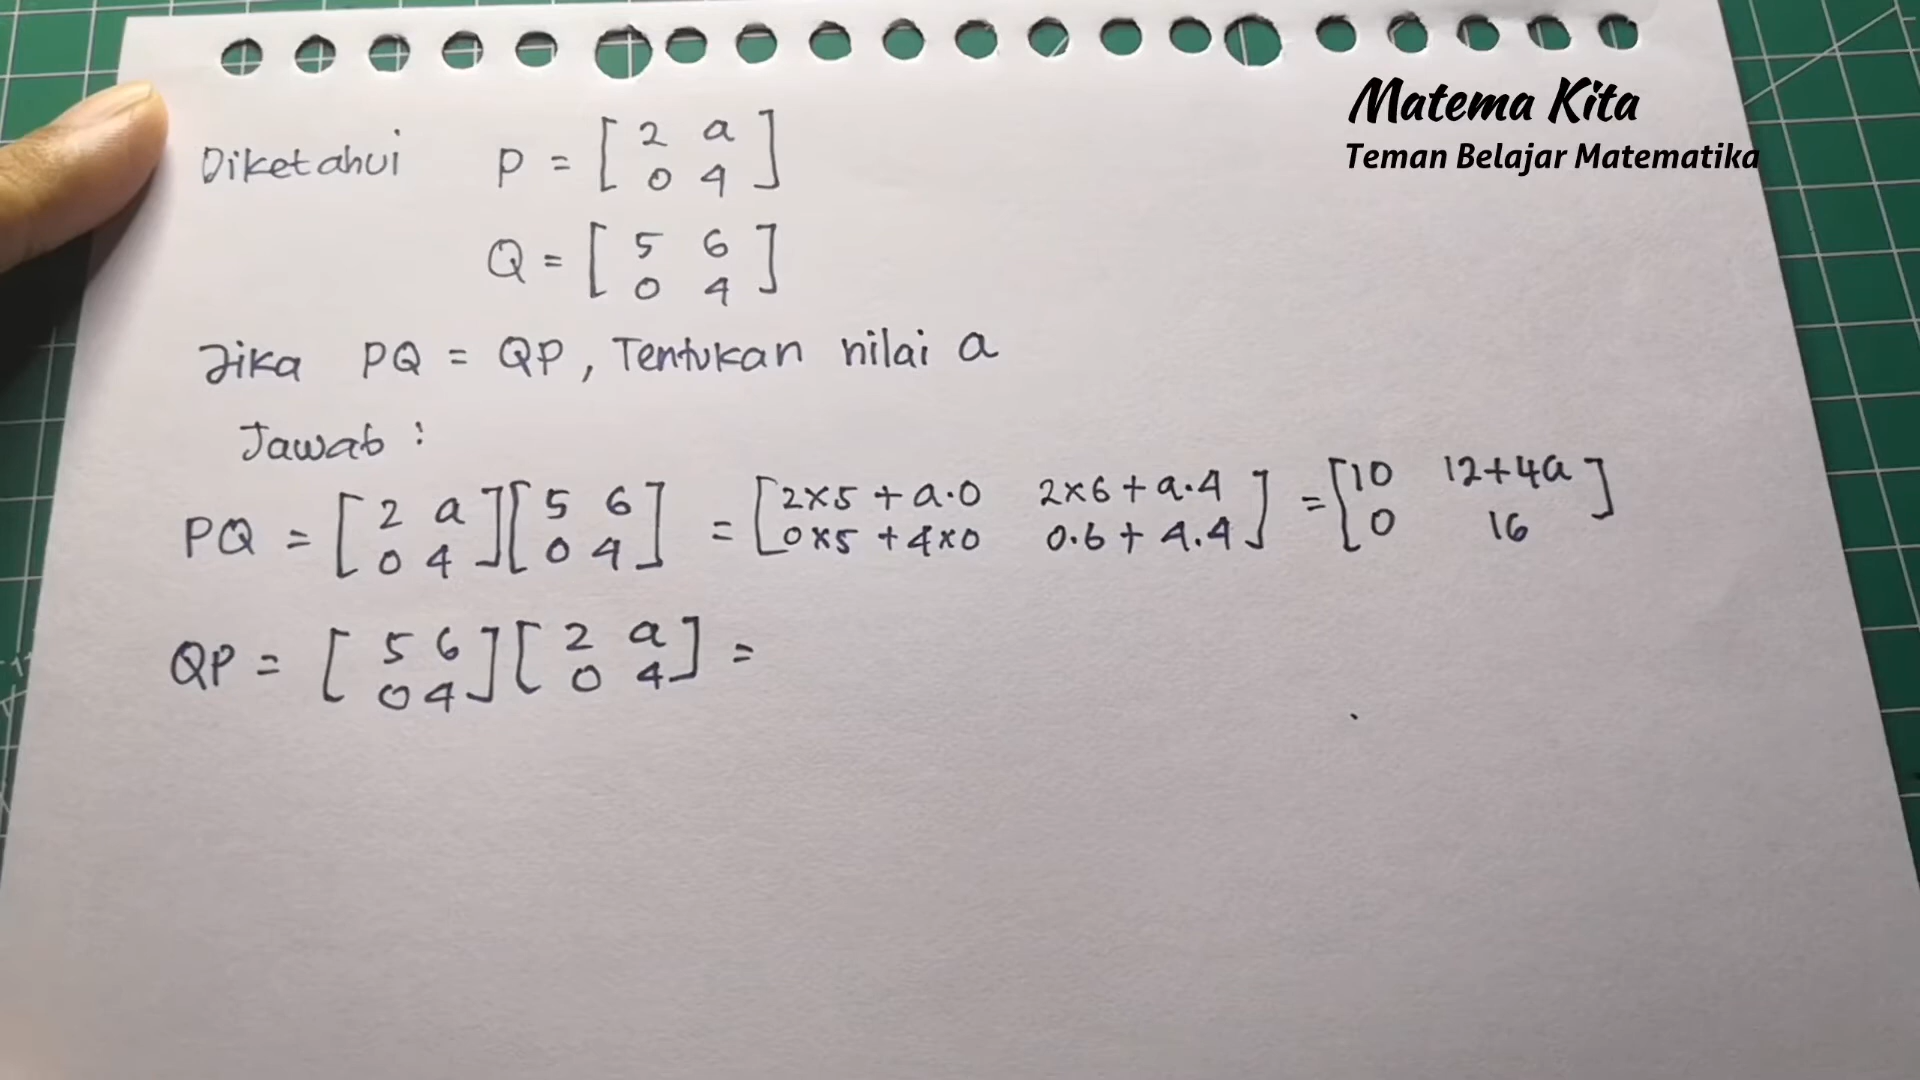 Matema Kita
Teman Belajar Matematika
Diketahui P = [ 2 a ]
[ 0 4 ]
Q = [ 5 6 ]
[ 0 4 ]
Jika PQ = QP, Tentukan nilai a
Jawab :
PQ = [ 2 a ] [ 5 6 ] = [ 2×5 + a·0 2×6 + a·4 ] = [ 10 12+4a ]
[ 0 4 ] [ 0 4 ] [ 0×5 + 4×0 0·6 + 4·4 ] [ 0 16 ]
QP = [ 5 6 ] [ 2 a ] =
[ 0 4 ] [ 0 4 ]